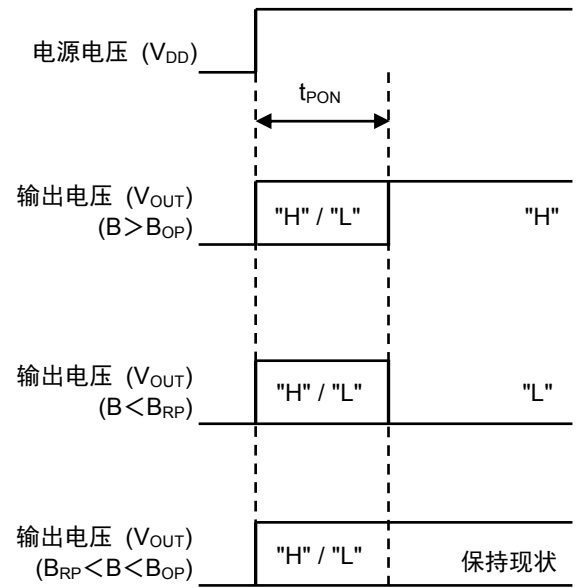 电源电压 (VDD)
tPON
输出电压 (VOUT)
(B＞BOP)
"H" / "L"
"H"
输出电压 (VOUT)
(B＜BRP)
"H" / "L"
"L"
输出电压 (VOUT)
(BRP＜B＜BOP)
"H" / "L"
保持现状